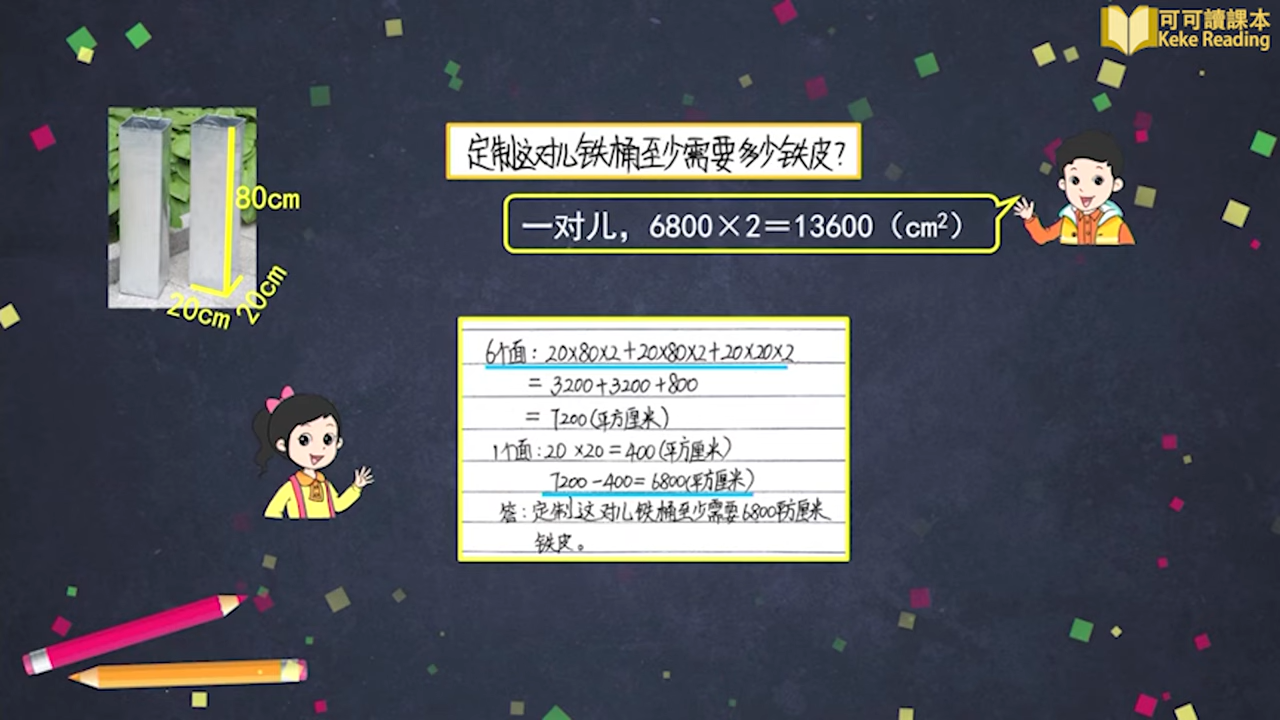 可可讀課本
Keke Reading
定制这对儿铁桶至少需要多少铁皮?
80cm
20cm
20cm
一对儿，6800×2＝13600（cm²）
6个面：20×80×2+20×80×2+20×20×2
= 3200+3200+800
= 7200(平方厘米)
1个面：20×20=400(平方厘米)
7200-400=6800(平方厘米)
答：定制这对儿铁桶至少需要6800平方厘米
铁皮。